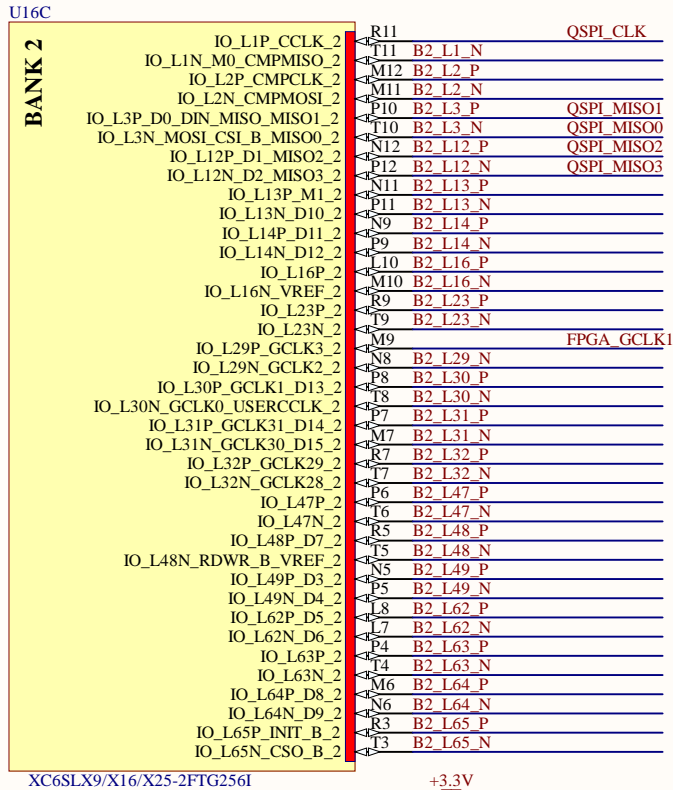 U16C
BANK 2
IO_L1P_CCLK_2 R11 QSPI_CLK
IO_L1N_M0_CMPMISO_2 T11 B2_L1_N
IO_L2P_CMPCLK_2 M12 B2_L2_P
IO_L2N_CMPMOSI_2 M11 B2_L2_N
IO_L3P_D0_DIN_MISO_MISO1_2 P10 B2_L3_P QSPI_MISO1
IO_L3N_MOSI_CSI_B_MISO0_2 T10 B2_L3_N QSPI_MISO0
IO_L12P_D1_MISO2_2 N12 B2_L12_P QSPI_MISO2
IO_L12N_D2_MISO3_2 P12 B2_L12_N QSPI_MISO3
IO_L13P_M1_2 N11 B2_L13_P
IO_L13N_D10_2 P11 B2_L13_N
IO_L14P_D11_2 N9 B2_L14_P
IO_L14N_D12_2 P9 B2_L14_N
IO_L16P_2 L10 B2_L16_P
IO_L16N_VREF_2 M10 B2_L16_N
IO_L23P_2 R9 B2_L23_P
IO_L23N_2 T9 B2_L23_N
IO_L29P_GCLK3_2 M9 FPGA_GCLK1
IO_L29N_GCLK2_2 N8 B2_L29_N
IO_L30P_GCLK1_D13_2 P8 B2_L30_P
IO_L30N_GCLK0_USERCCLK_2 T8 B2_L30_N
IO_L31P_GCLK31_D14_2 P7 B2_L31_P
IO_L31N_GCLK30_D15_2 M7 B2_L31_N
IO_L32P_GCLK29_2 R7 B2_L32_P
IO_L32N_GCLK28_2 T7 B2_L32_N
IO_L47P_2 P6 B2_L47_P
IO_L47N_2 T6 B2_L47_N
IO_L48P_D7_2 R5 B2_L48_P
IO_L48N_RDWR_B_VREF_2 T5 B2_L48_N
IO_L49P_D3_2 N5 B2_L49_P
IO_L49N_D4_2 P5 B2_L49_N
IO_L62P_D5_2 L8 B2_L62_P
IO_L62N_D6_2 L7 B2_L62_N
IO_L63P_2 P4 B2_L63_P
IO_L63N_2 T4 B2_L63_N
IO_L64P_D8_2 M6 B2_L64_P
IO_L64N_D9_2 N6 B2_L64_N
IO_L65P_INIT_B_2 R3 B2_L65_P
IO_L65N_CSO_B_2 T3 B2_L65_N
XC6SLX9/X16/X25-2FTG256I +3.3V